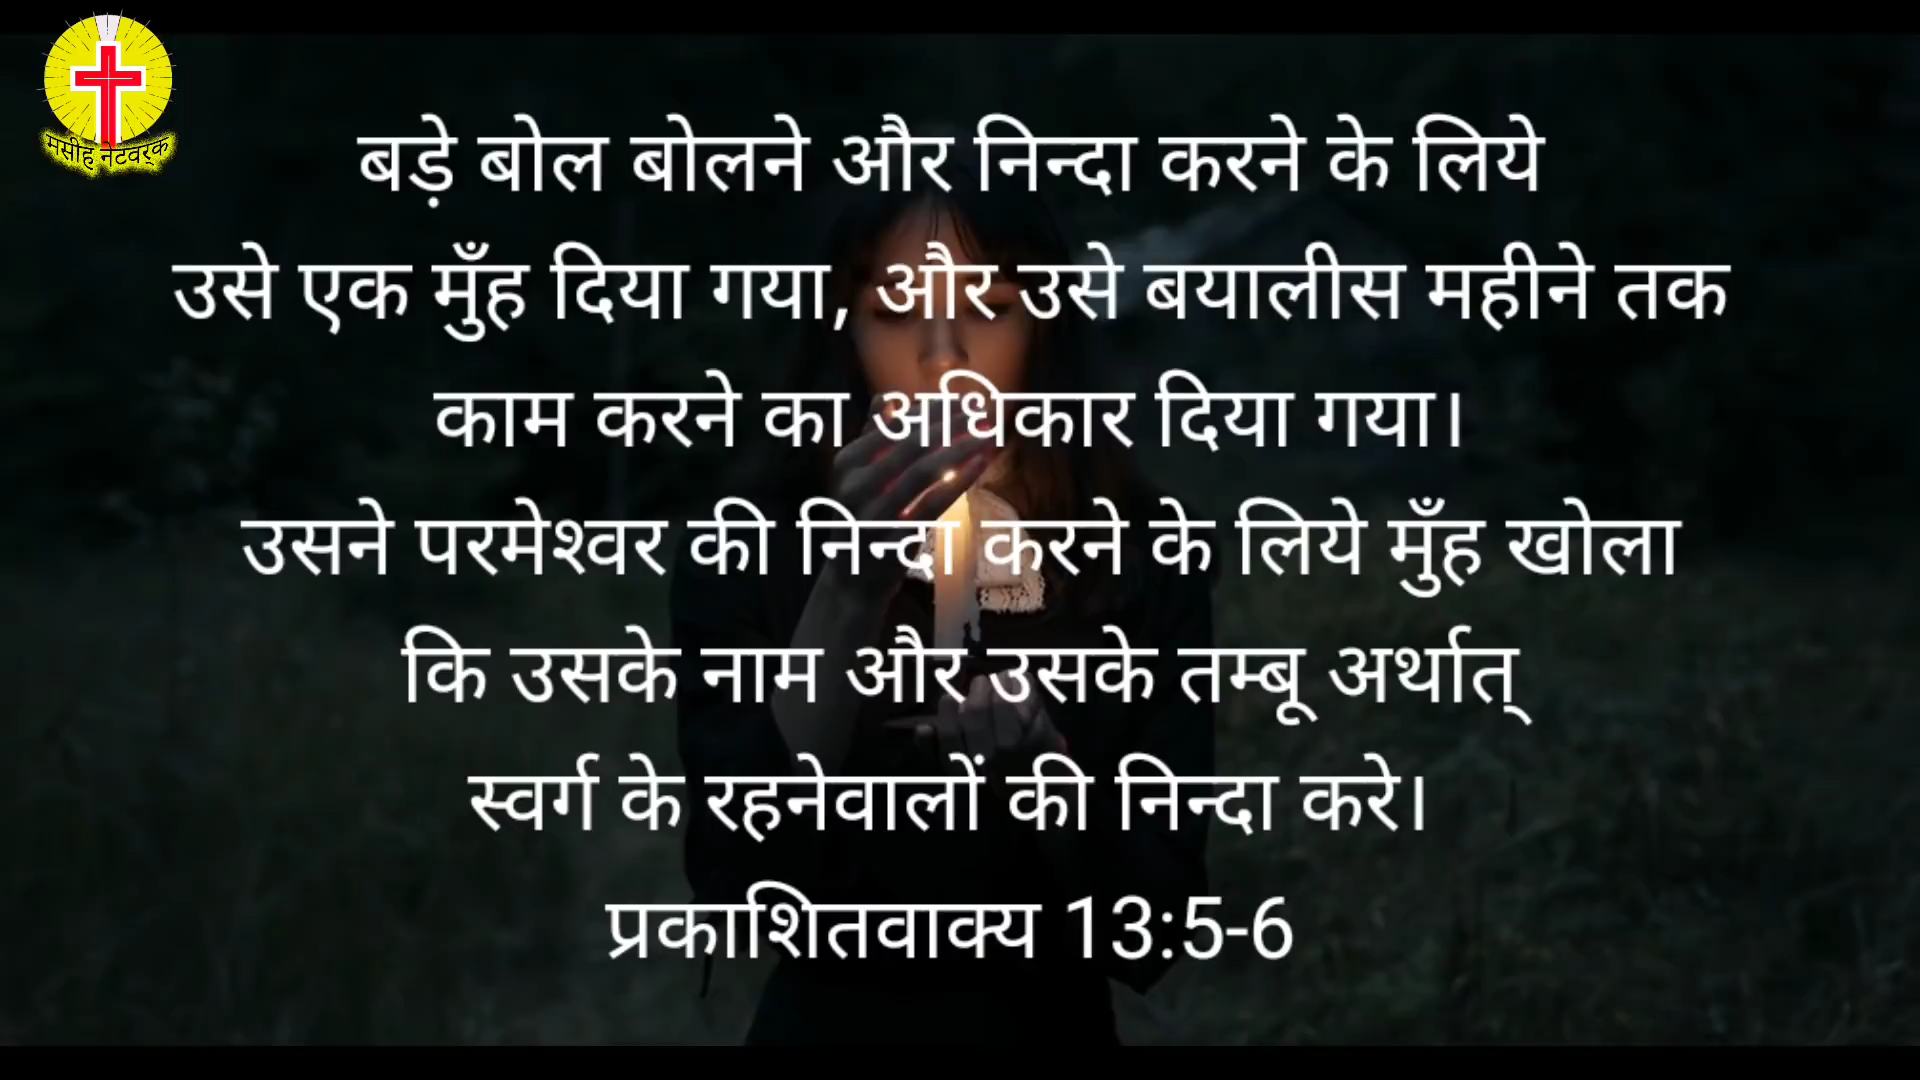 मसीह नेटवर्क
बड़े बोल बोलने और निन्दा करने के लिये
उसे एक मुँह दिया गया, और उसे बयालीस महीने तक
काम करने का अधिकार दिया गया।
उसने परमेश्वर की निन्दा करने के लिये मुँह खोला
कि उसके नाम और उसके तम्बू अर्थात्
स्वर्ग के रहनेवालों की निन्दा करे।
प्रकाशितवाक्य 13:5-6